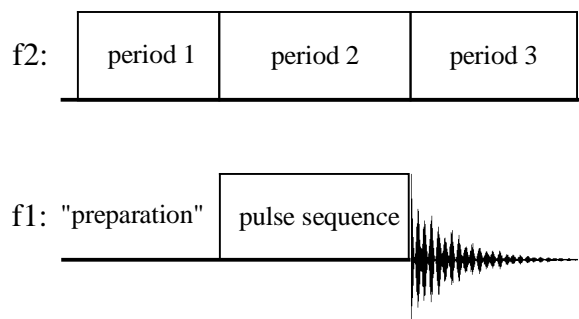 f2: period 1 period 2 period 3
f1: "preparation" pulse sequence